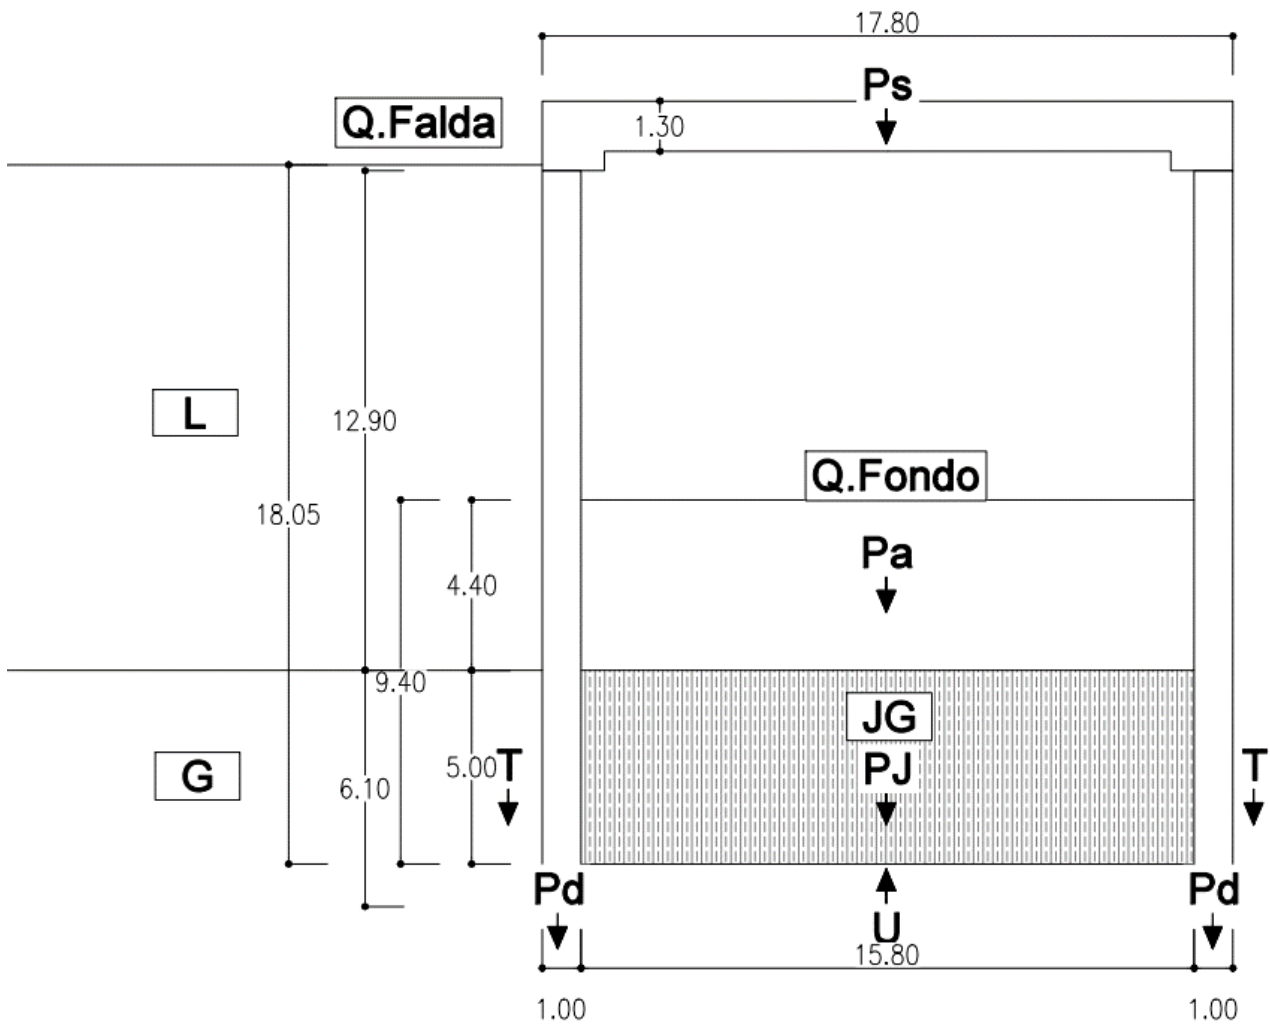 17.80
Ps
Q.Falda
1.30
L
12.90
Q.Fondo
18.05
Pa
4.40
9.40
JG
G
6.10
5.00
T
PJ
T
Pd
Pd
U
15.80
1.00
1.00